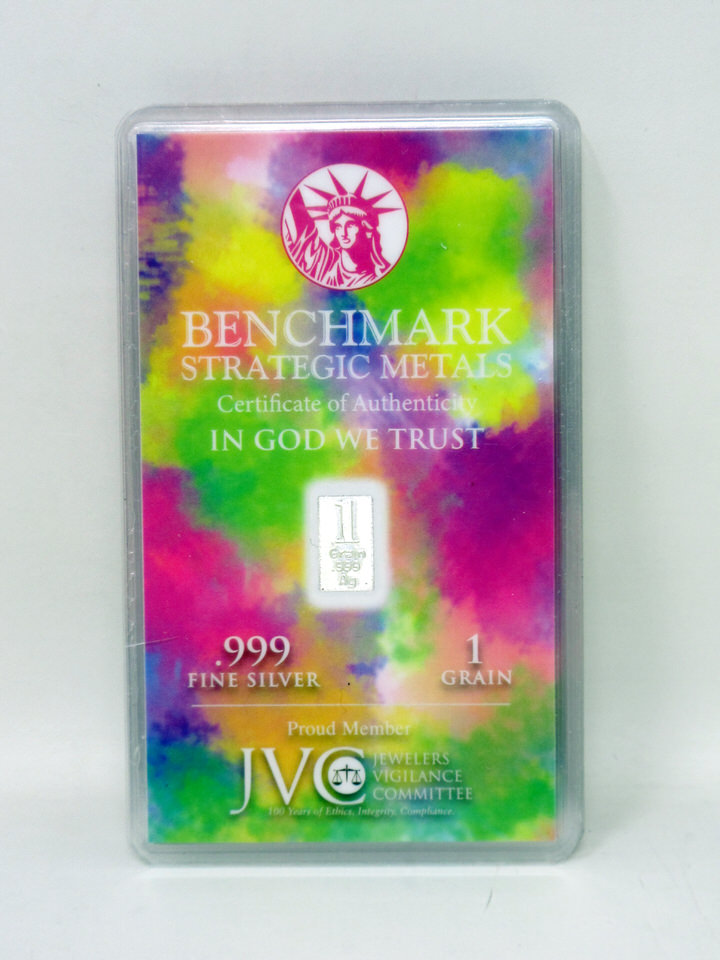 BENCHMARK
STRATEGIC METALS
Certificate of Authenticity
IN GOD WE TRUST
1
Grain
.999
Ag
.999
FINE SILVER
1
GRAIN
Proud Member
JVC
JEWELERS
VIGILANCE
COMMITTEE
100 Years of Ethics, Integrity, Compliance.